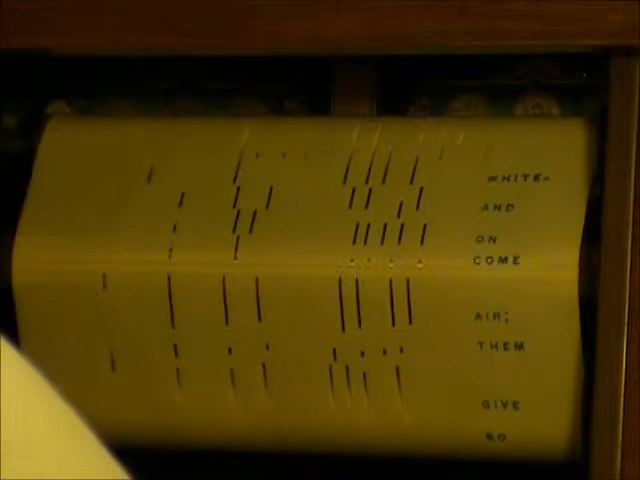 WHITE.
AND
ON
COME
AIR;
THEM
GIVE
SO